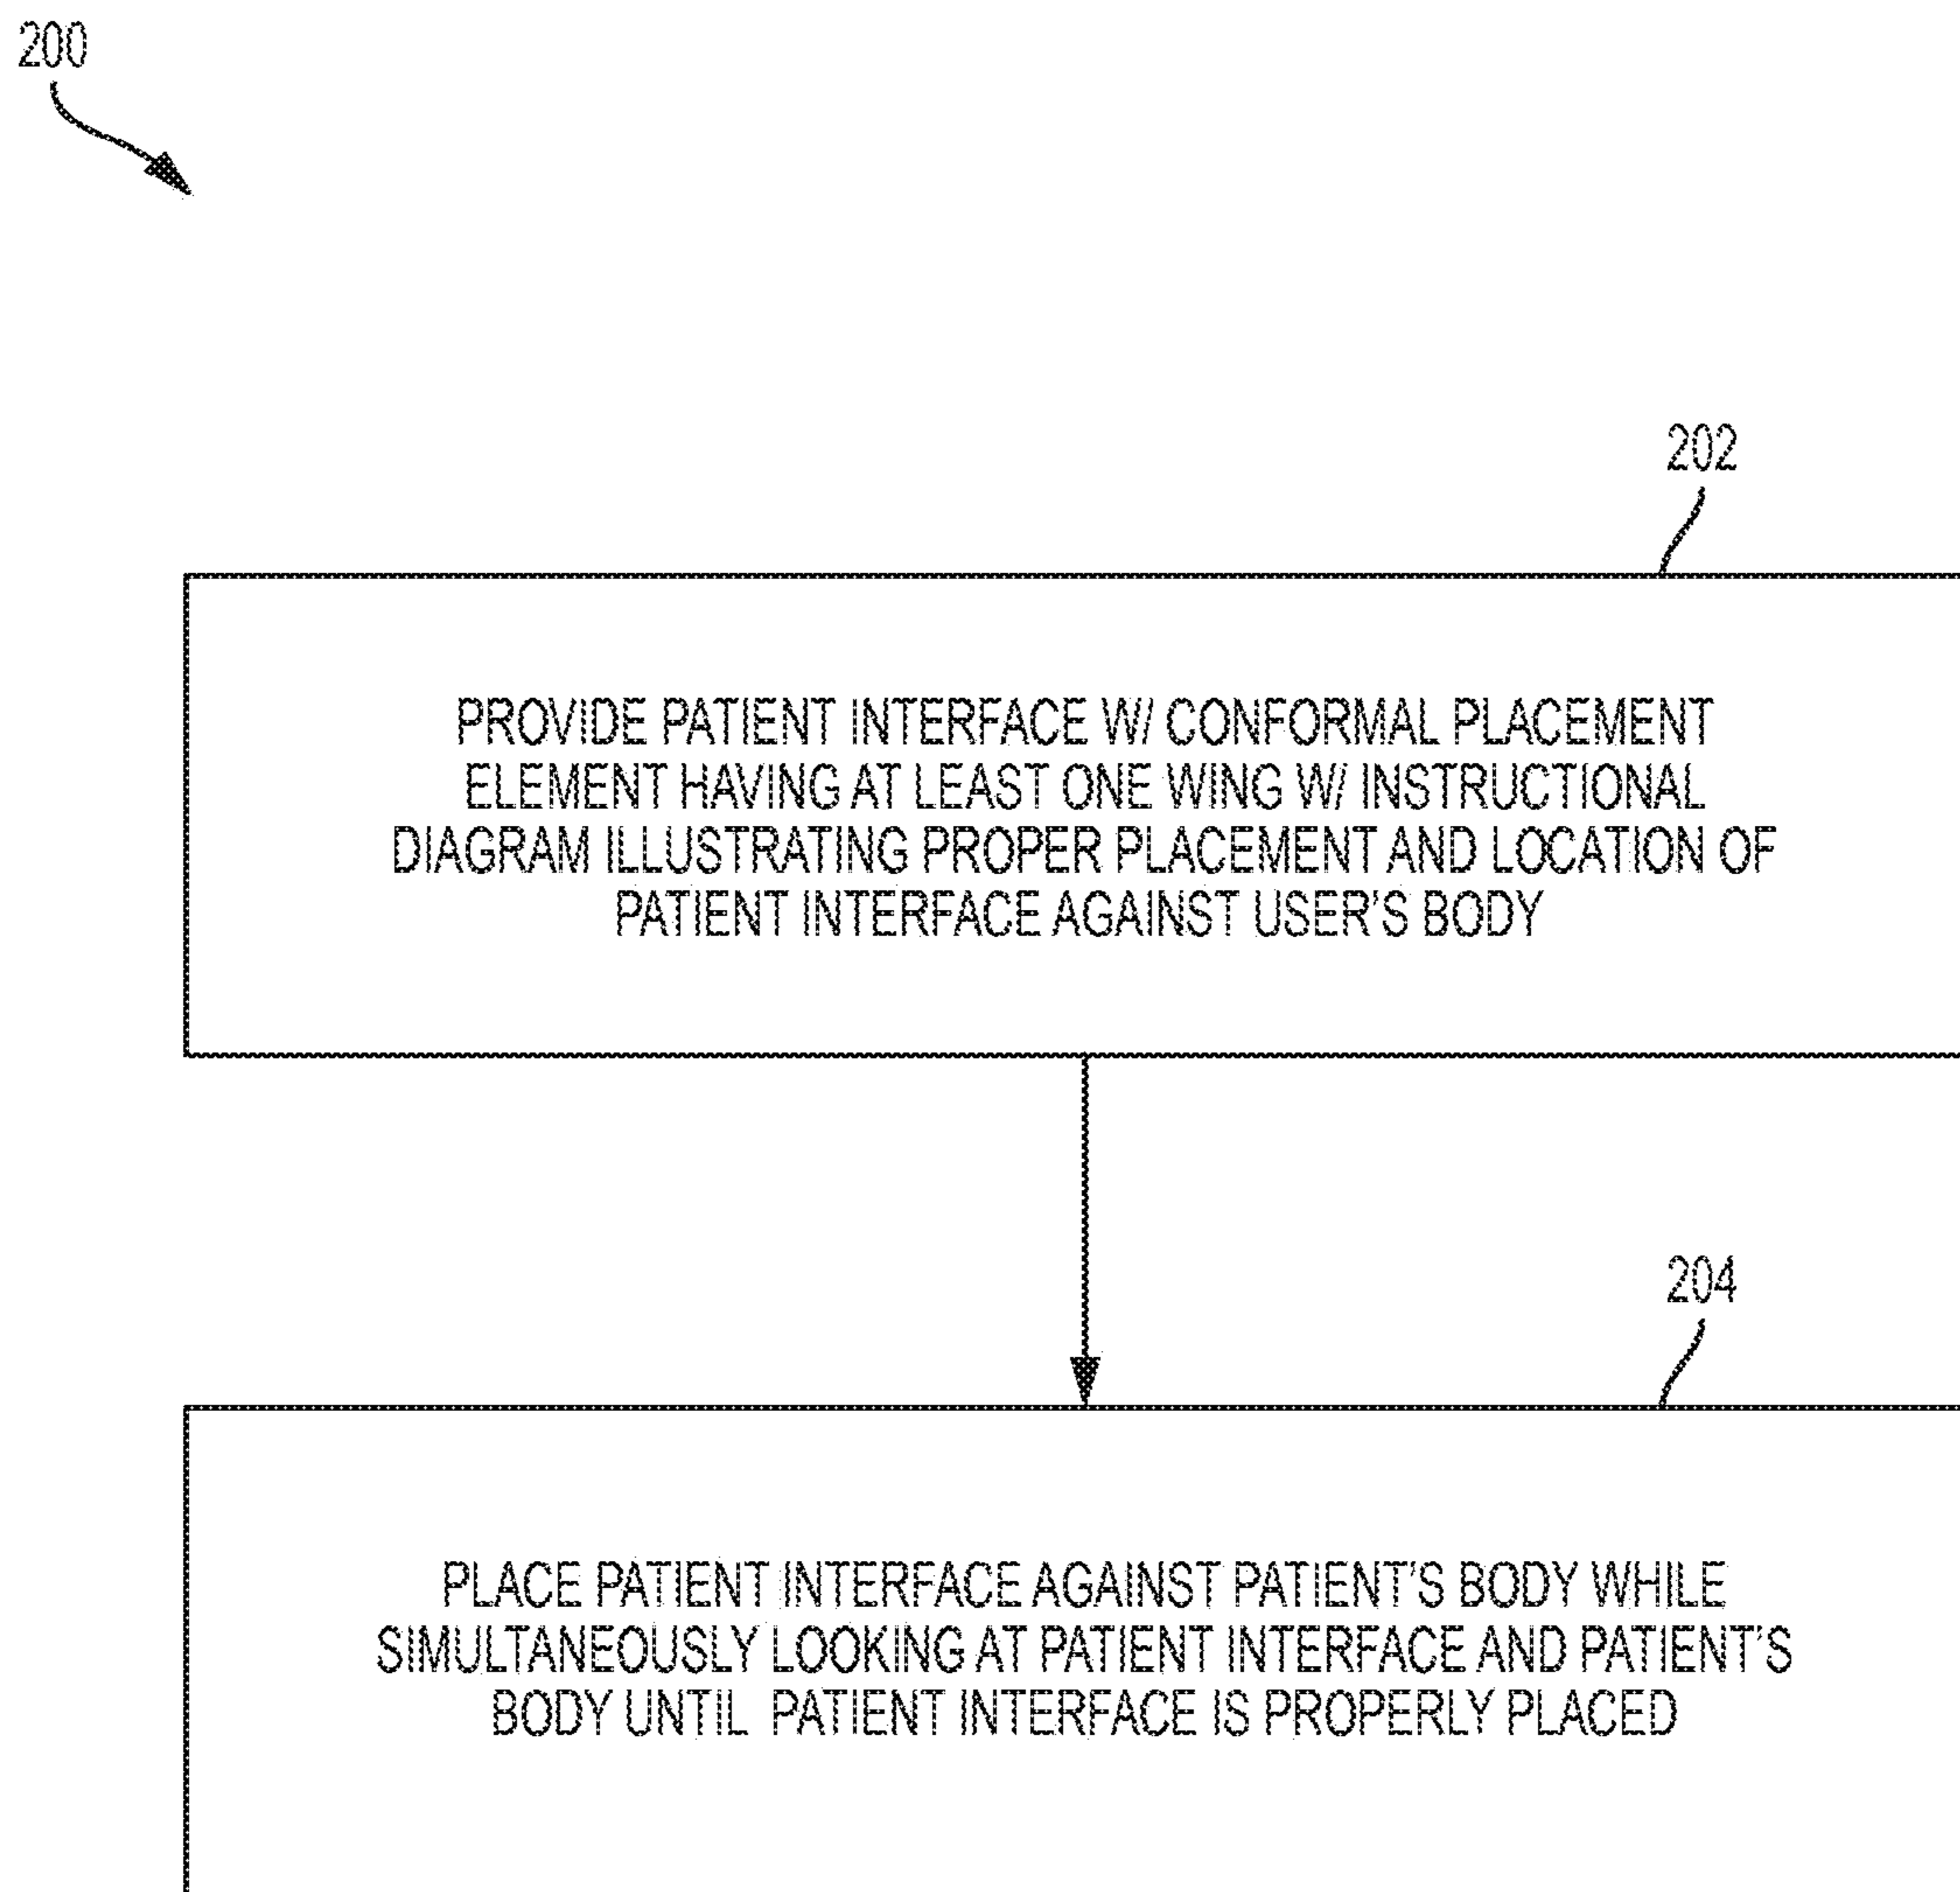 200
202
PROVIDE PATIENT INTERFACE W/ CONFORMAL PLACEMENT
ELEMENT HAVING AT LEAST ONE WING W/ INSTRUCTIONAL
DIAGRAM ILLUSTRATING PROPER PLACEMENT AND LOCATION OF
PATIENT INTERFACE AGAINST USER'S BODY
204
PLACE PATIENT INTERFACE AGAINST PATIENT'S BODY WHILE
SIMULTANEOUSLY LOOKING AT PATIENT INTERFACE AND PATIENT'S
BODY UNTIL PATIENT INTERFACE IS PROPERLY PLACED